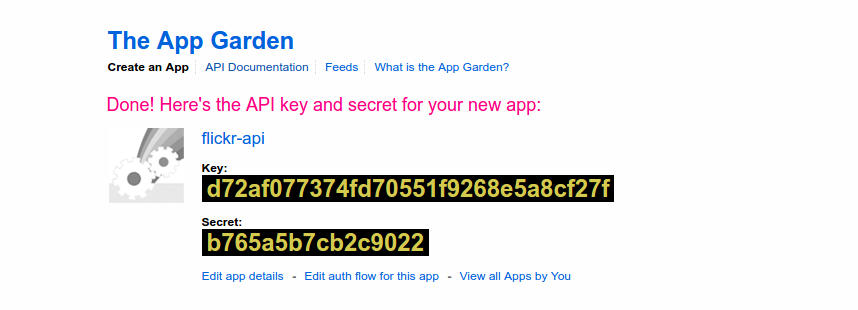 The App Garden
Create an App API Documentation Feeds What is the App Garden?
Done! Here's the API key and secret for your new app:
flickr-api
Key:
d72af077374fd70551f9268e5a8cf27f
Secret:
b765a5b7cb2c9022
Edit app details - Edit auth flow for this app - View all Apps by You